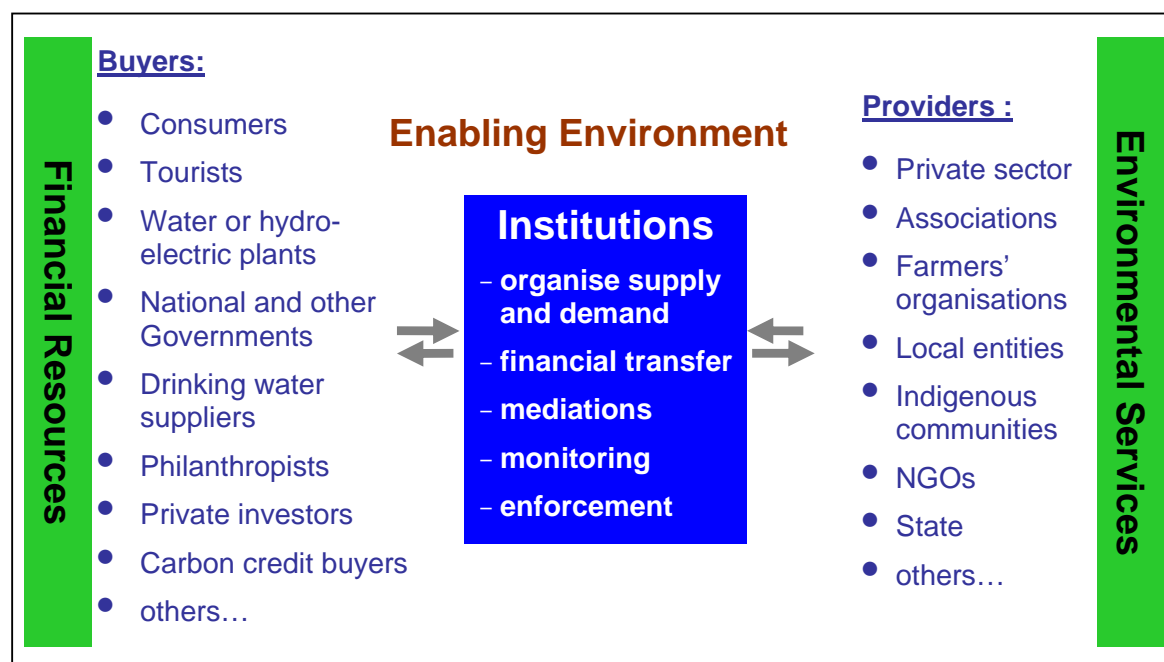 Financial Resources
Buyers:
• Consumers
• Tourists
• Water or hydro-
electric plants
• National and other
Governments
• Drinking water
suppliers
• Philanthropists
• Private investors
• Carbon credit buyers
• others…
Enabling Environment
Institutions
– organise supply
and demand
– financial transfer
– mediations
– monitoring
– enforcement
Providers :
• Private sector
• Associations
• Farmers’
organisations
• Local entities
• Indigenous
communities
• NGOs
• State
• others…
Environmental Services